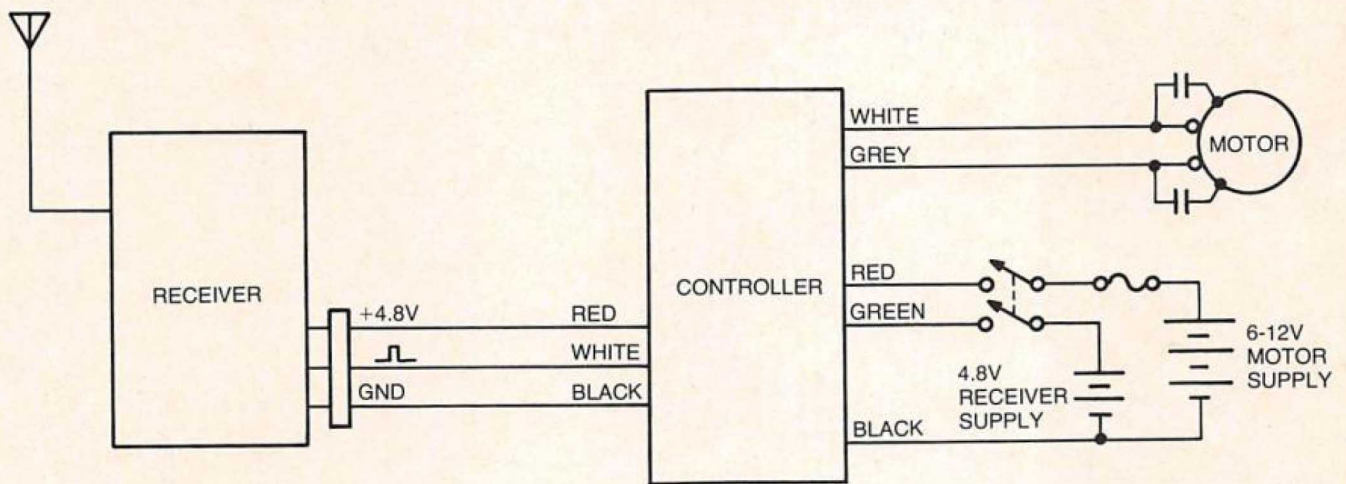 RECEIVER
+4.8V
GND
RED
WHITE
BLACK
CONTROLLER
WHITE
GREY
MOTOR
RED
GREEN
BLACK
4.8V
RECEIVER
SUPPLY
6-12V
MOTOR
SUPPLY